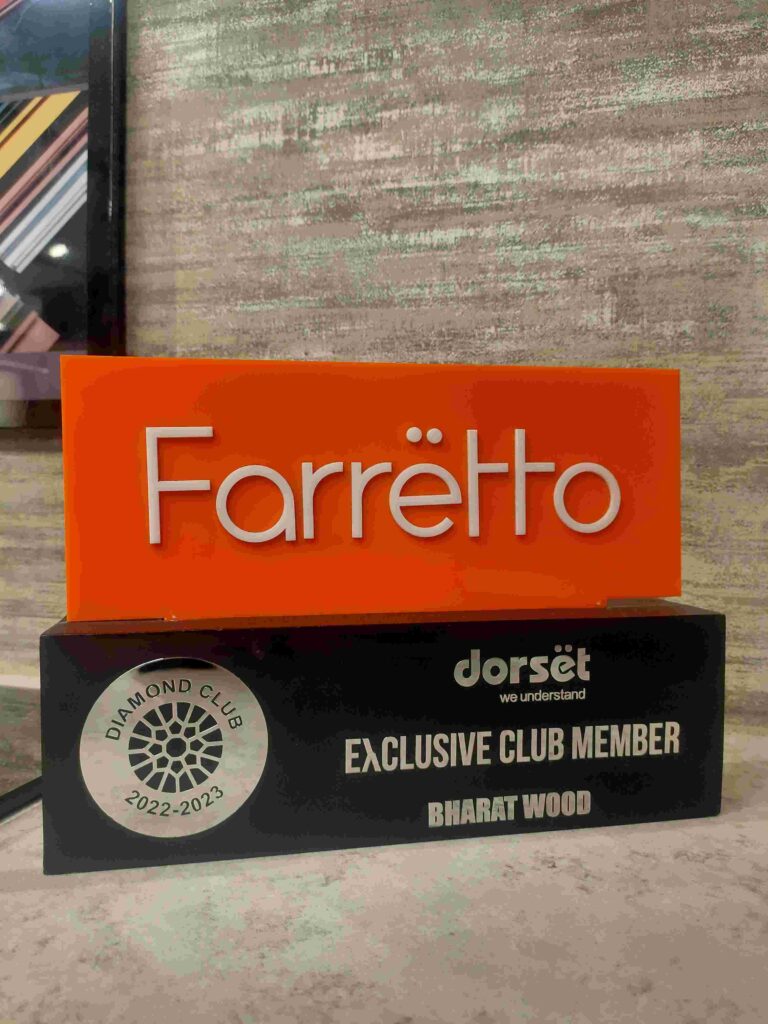 Farrëtto
DIAMOND CLUB
2022-2023
dorsët
we understand
EXCLUSIVE CLUB MEMBER
BHARAT WOOD